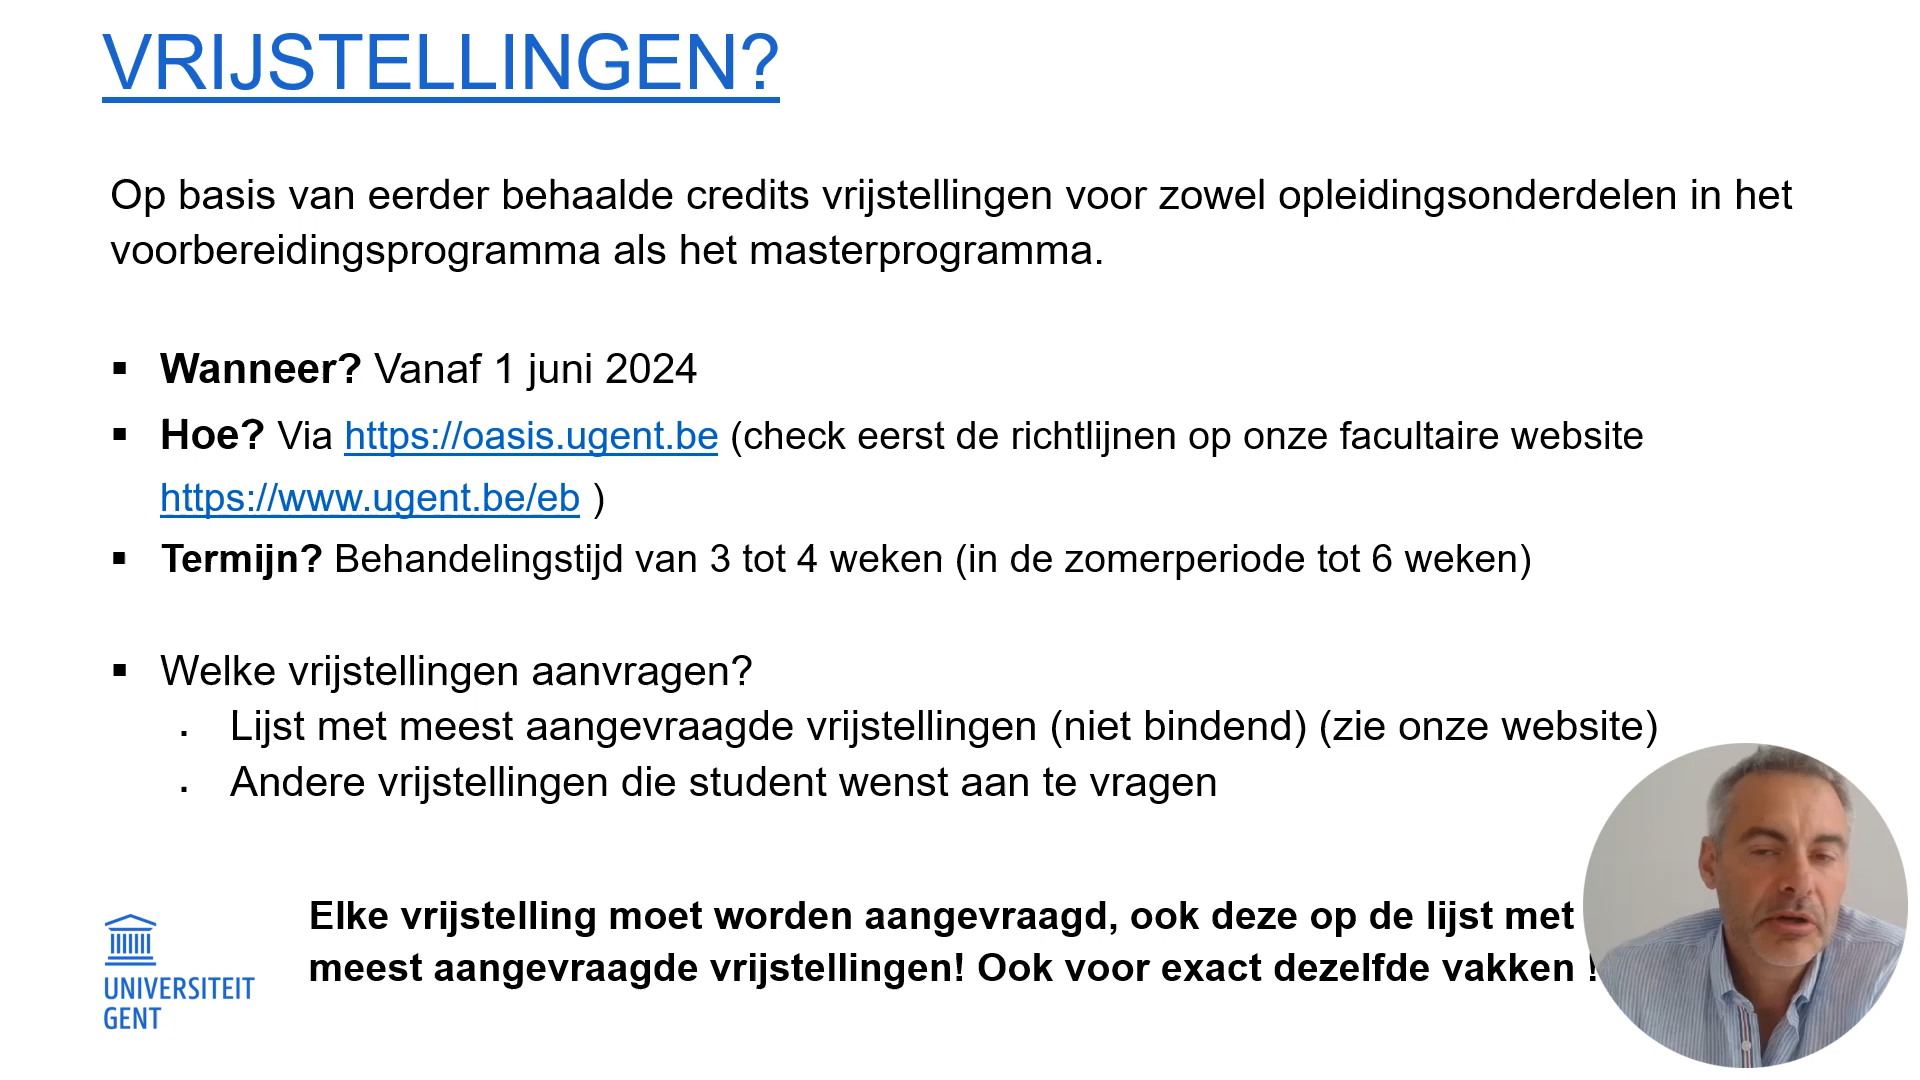 VRIJSTELLINGEN?
Op basis van eerder behaalde credits vrijstellingen voor zowel opleidingsonderdelen in het
voorbereidingsprogramma als het masterprogramma.
▪ Wanneer? Vanaf 1 juni 2024
▪ Hoe? Via https://oasis.ugent.be (check eerst de richtlijnen op onze facultaire website
https://www.ugent.be/eb )
▪ Termijn? Behandelingstijd van 3 tot 4 weken (in de zomerperiode tot 6 weken)
▪ Welke vrijstellingen aanvragen?
▪ Lijst met meest aangevraagde vrijstellingen (niet bindend) (zie onze website)
▪ Andere vrijstellingen die student wenst aan te vragen
Elke vrijstelling moet worden aangevraagd, ook deze op de lijst met
meest aangevraagde vrijstellingen! Ook voor exact dezelfde vakken !
UNIVERSITEIT
GENT